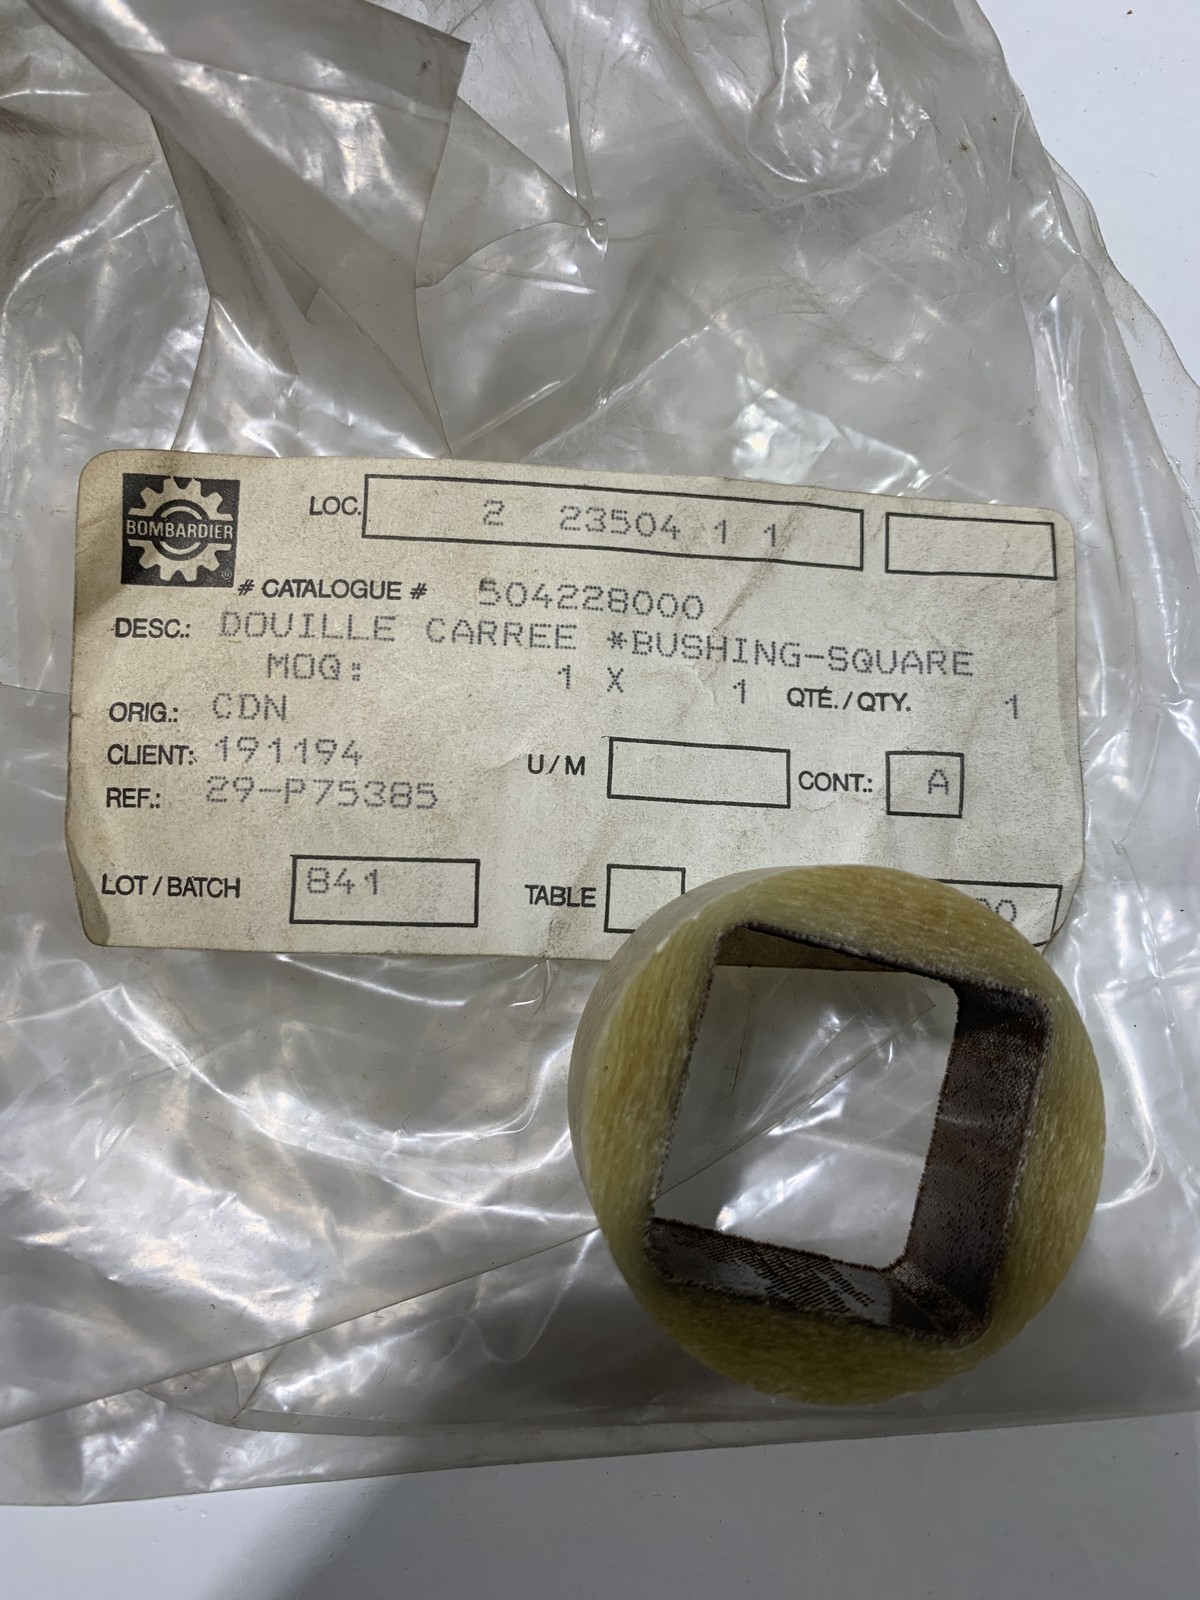 BOMBARDIER
®
LOC. 2 23504 1 1
# CATALOGUE # 504228000
DESC.: DOUILLE CARREE *BUSHING-SQUARE
MOQ: 1 X 1 QTÉ./QTY. 1
ORIG.: CDN
CLIENT: 191194 U/M CONT.: A
REF.: 29-P75385
LOT/BATCH 841 TABLE